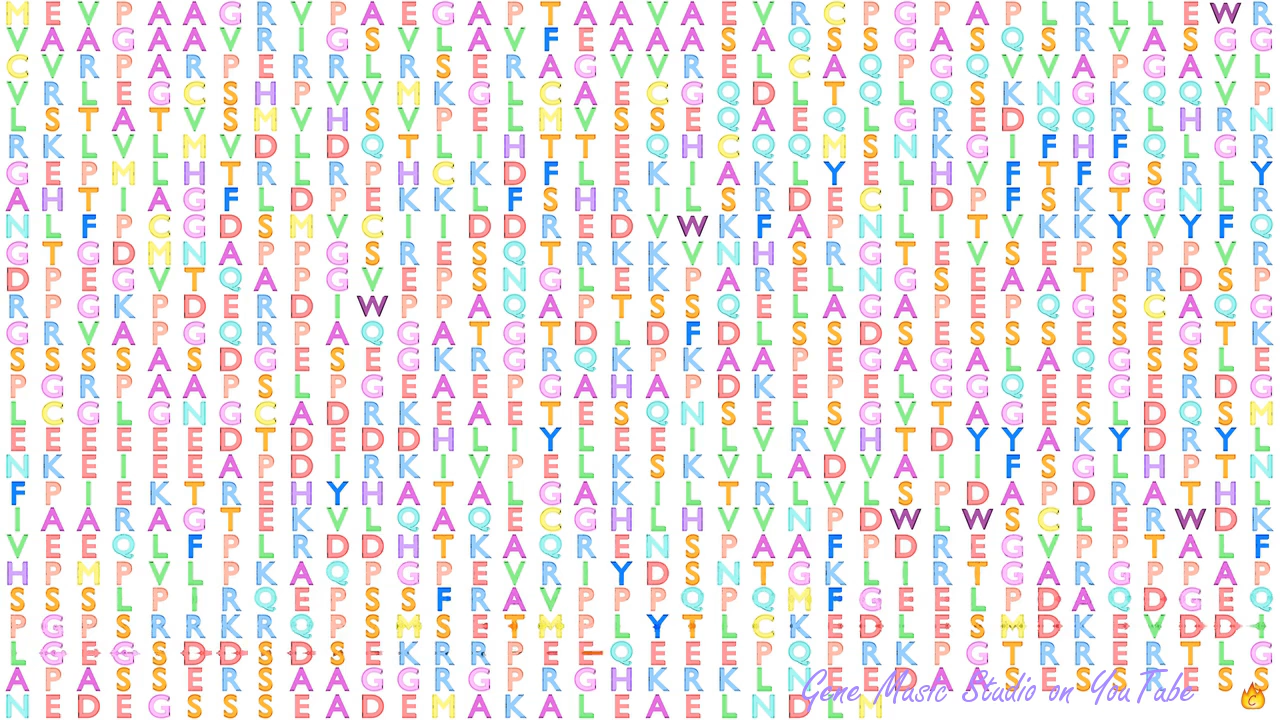 M E V P A A G R V P A E G A P T A A V A E V R C P G P A P L R L L E W R
V A A G A A V R I G S V L A V F E A A A S A Q S S G A S Q S R V A S G G
C V R P A R P E R R L R S E R A G V V R E L C A Q P G Q V V A P G A V L
V R L E G C S H P V V M K G L C A E C G Q D L T Q L Q S K N G K Q Q V P
L S T A T V S M V H S V P E L M V S S E Q A E Q L G R E D Q K R L H R N
R K L V L M V D L D Q T L I H T T E Q H C Q Q M S N K G I F H F Q L R I
G E P M L H T R L R P H C K D F L E K I A K L Y E L H V F T F G S R L Y
A H T I A G F L D P E K K L F S H R I L S R D E C I D P F S K T G N L F
N L F P C G D S M V C I I D D R E D V W K F A P N L I T V K K Y V Y F Q
G T G D M N A P P G S R E S Q T R K K V N H S R G T E V S E P S P P V R
D P E G V T Q A P G V E P S N G L E K P A R E L N G S E A A T P R D S P
R P G K P D E R D I W P P A Q A P T S S Q E L A G A P E P Q G S C D A Q
G R V A P G Q R P A Q G A T G T D L D F D L S S D S E S S S E S E G T K
S S S S A S D G E S E G K R G R Q K P K A A P E G A G A L A Q G S S L E
P G R P A A P S L P G E A E P G A H A P D K P E E L G G Q E E G E R D G
L C G L G N G C A D R K E A E T E S Q N S E L S G V T A G E S L D Q S M
E E E E E E D T D E D D H L I Y L E E I L V R V H T D Y Y A K Y D R Y L
N K E I E E A P D I R K I V P E L K S K V L A D V A I I F S G L H P T N
F P I E K T R E H Y H A T A L G A K I L T R L V L S P D A P D R A T H L
I A A R A G T E K V L Q A Q E C G H L H V V N P D W L W S C L E R W D K
V E E Q L F P L R D D H T K A Q R E N S P A A F P D R E G V P P T A L F
H P M P V L P K A Q P G P E V R I Y D S N T G K L I R T G A R G P P A P
S S S L P I R Q E P S S F R A V P P P Q P Q M F G E E L P D A Q D G E Q
P G P S R R K R Q P S M S E T M P L Y T L C K E D L E S M D K E V D D I
L G E G S D D S D S E K R R P E E Q E E E P Q P R K P G T R R E R T L G
A P S S E R S A A G G R G R P R G H K R K L N P E E D A A S E S E S S S
N E D E G S S S E A D E M A K A L E A E L N D L M
Gene Music Studio on YouTube